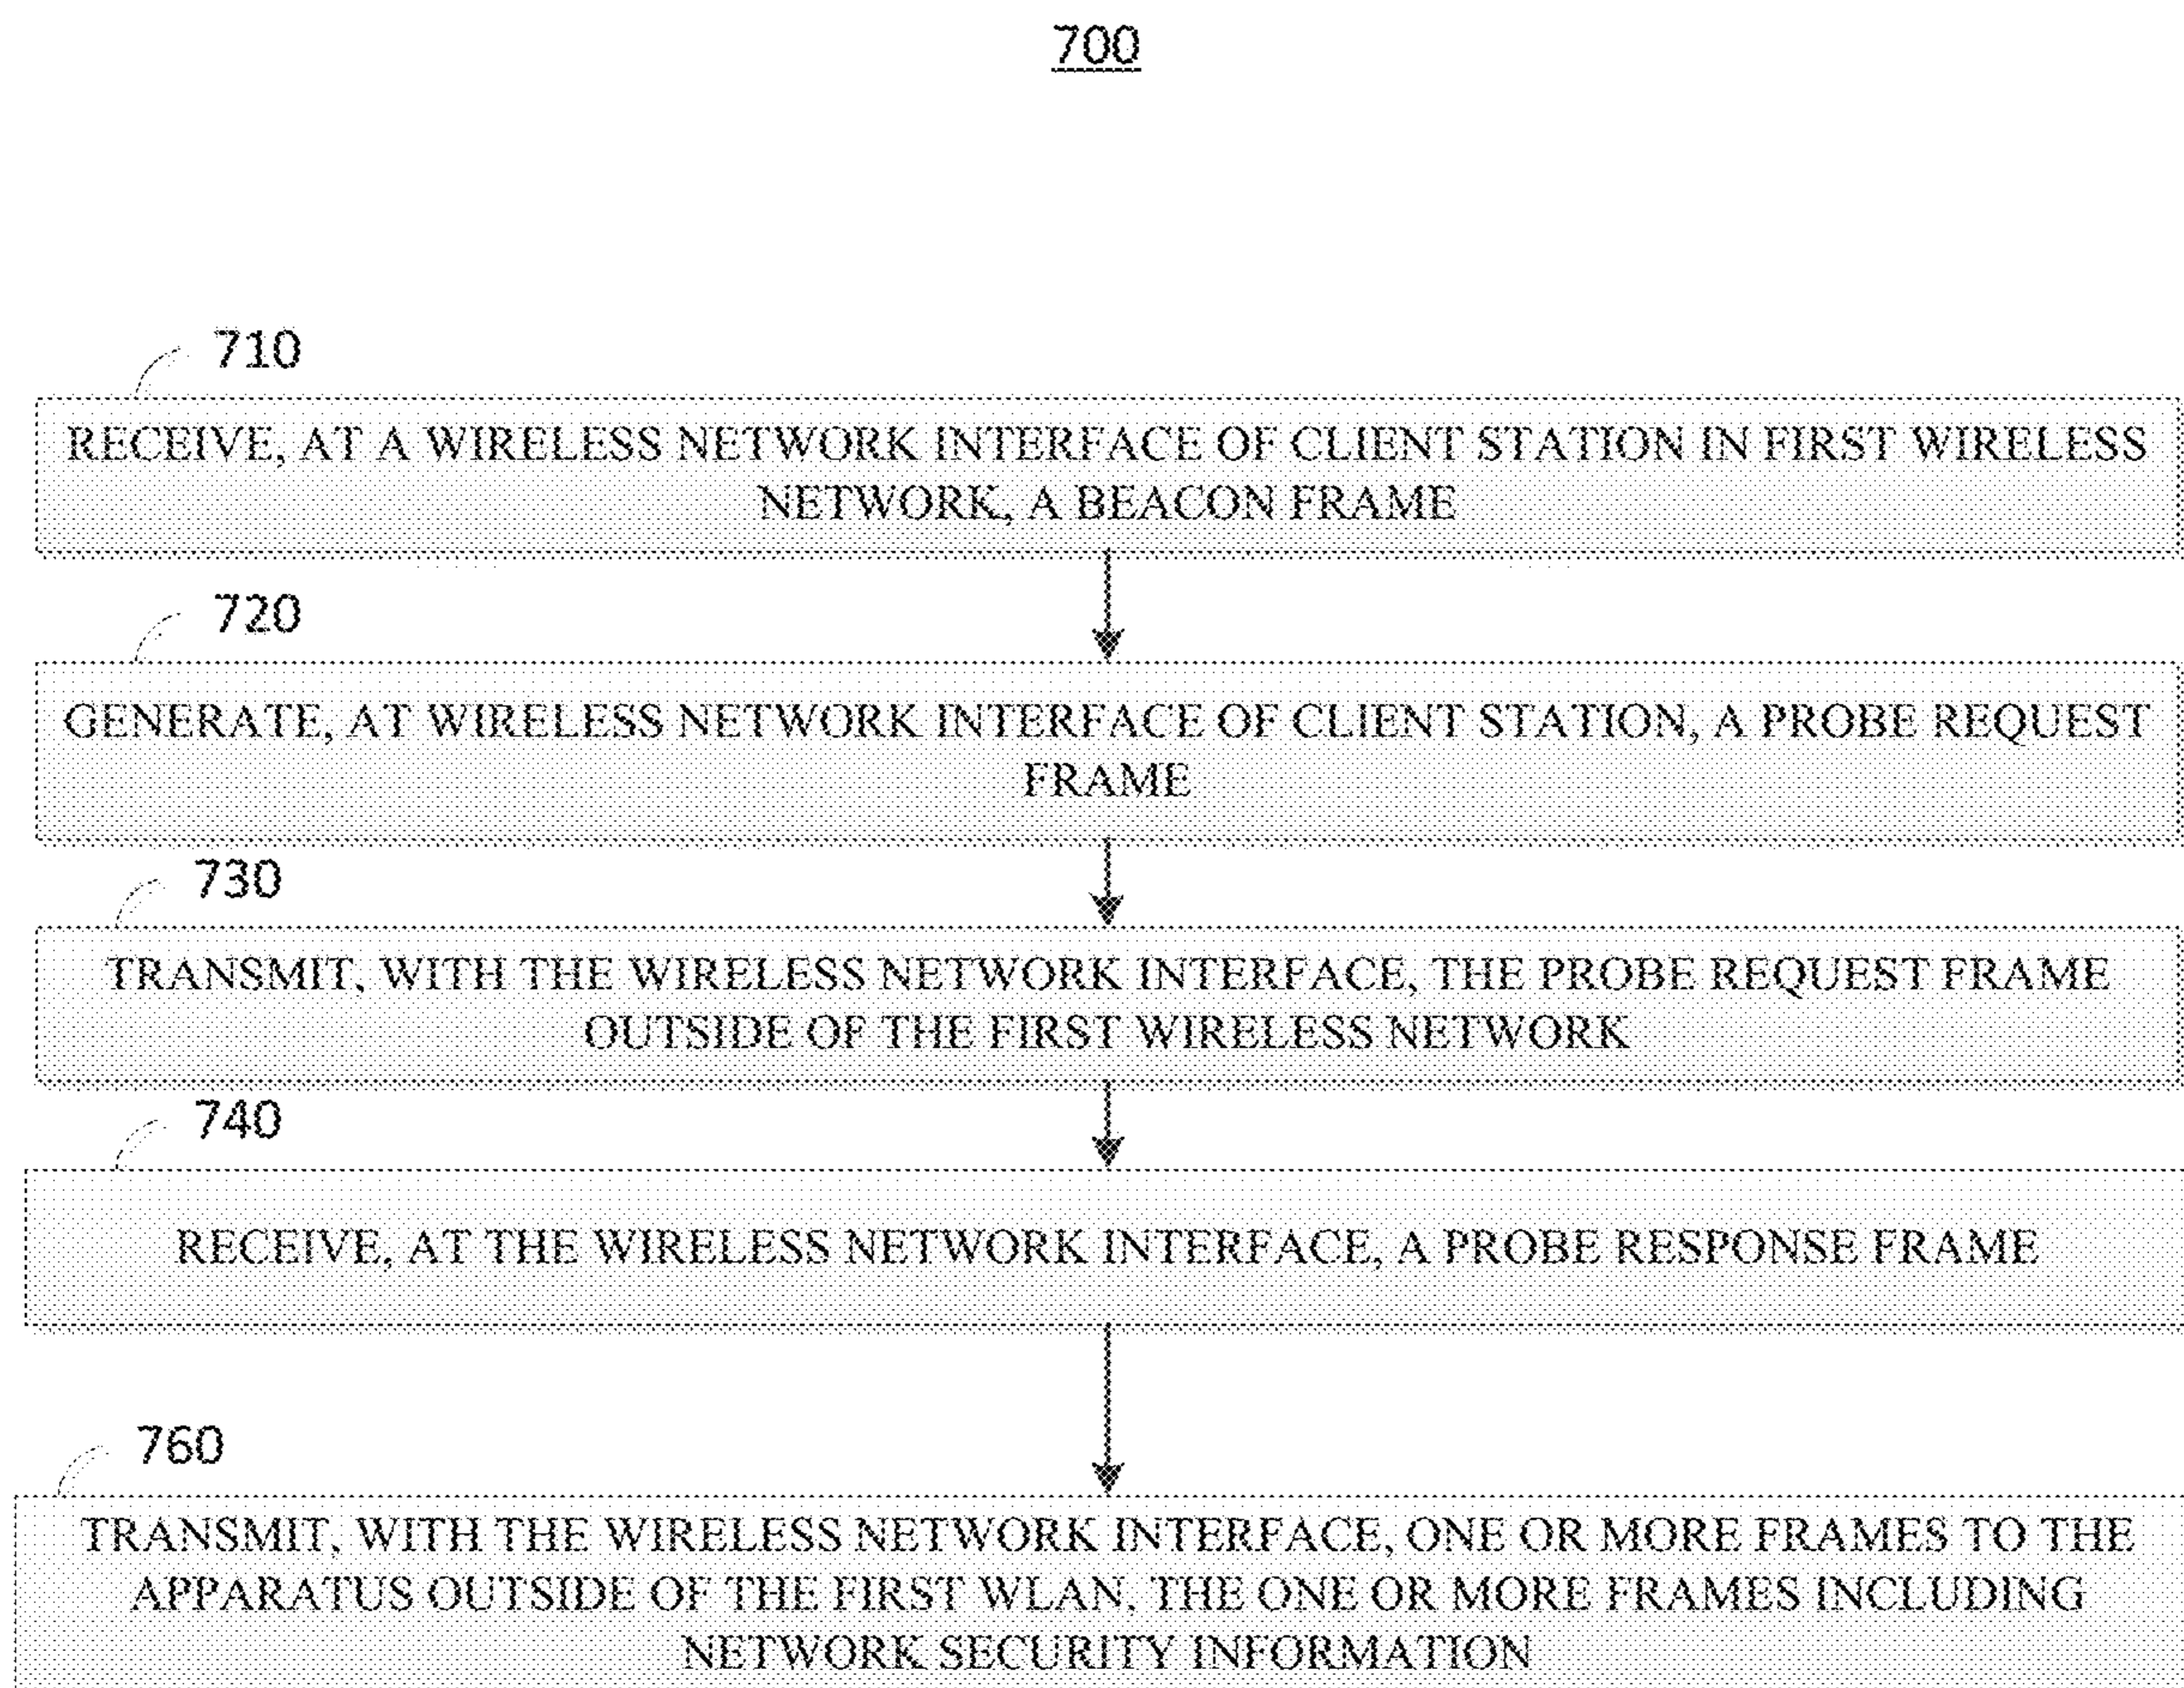 700
710
RECEIVE, AT A WIRELESS NETWORK INTERFACE OF CLIENT STATION IN FIRST WIRELESS
NETWORK, A BEACON FRAME
720
GENERATE, AT WIRELESS NETWORK INTERFACE OF CLIENT STATION, A PROBE REQUEST
FRAME
730
TRANSMIT, WITH THE WIRELESS NETWORK INTERFACE, THE PROBE REQUEST FRAME
OUTSIDE OF THE FIRST WIRELESS NETWORK
740
RECEIVE, AT THE WIRELESS NETWORK INTERFACE, A PROBE RESPONSE FRAME
760
TRANSMIT, WITH THE WIRELESS NETWORK INTERFACE, ONE OR MORE FRAMES TO THE
APPARATUS OUTSIDE OF THE FIRST WLAN, THE ONE OR MORE FRAMES INCLUDING
NETWORK SECURITY INFORMATION